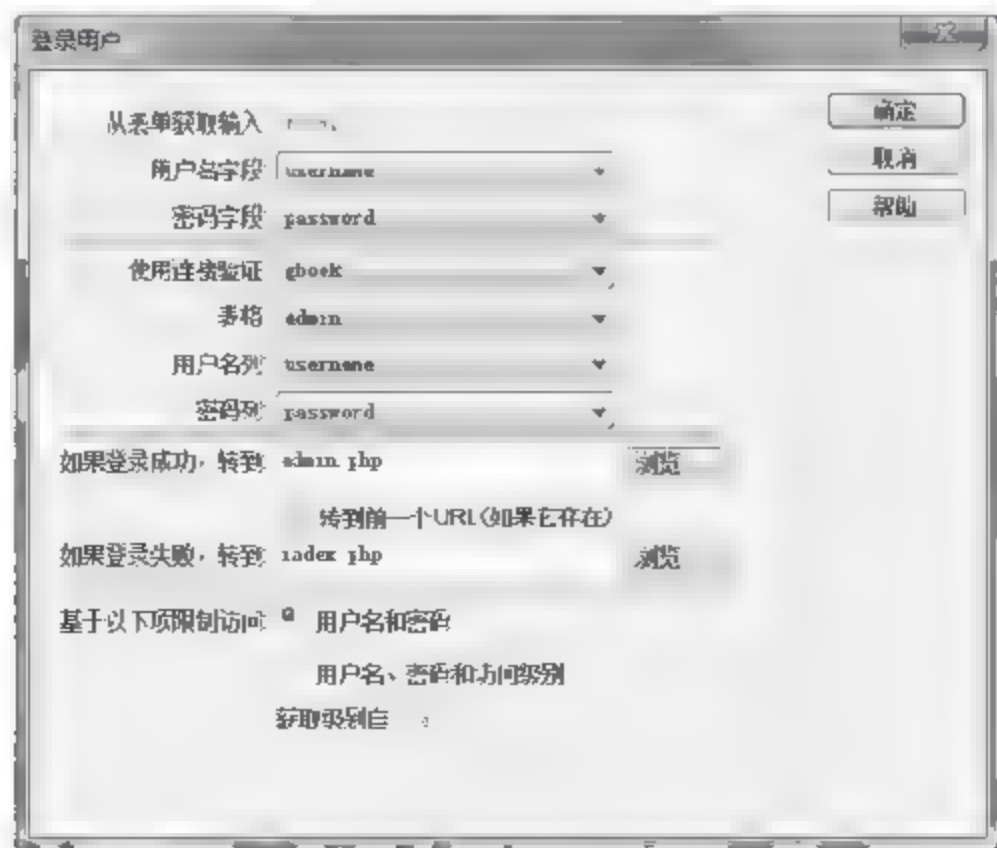 登录用户
确定
从表单获取输入
用户名字段 username
取消
密码字段 password
帮助
使用连接验证 gbook
表格 admin
用户名列 username
密码列 password
如果登录成功，转到 admin php 浏览
转到前一个URL(如果它存在)
如果登录失败，转到 index php 浏览
基于以下项限制访问 用户名和密码
用户名、密码和访问级别
获取级别自